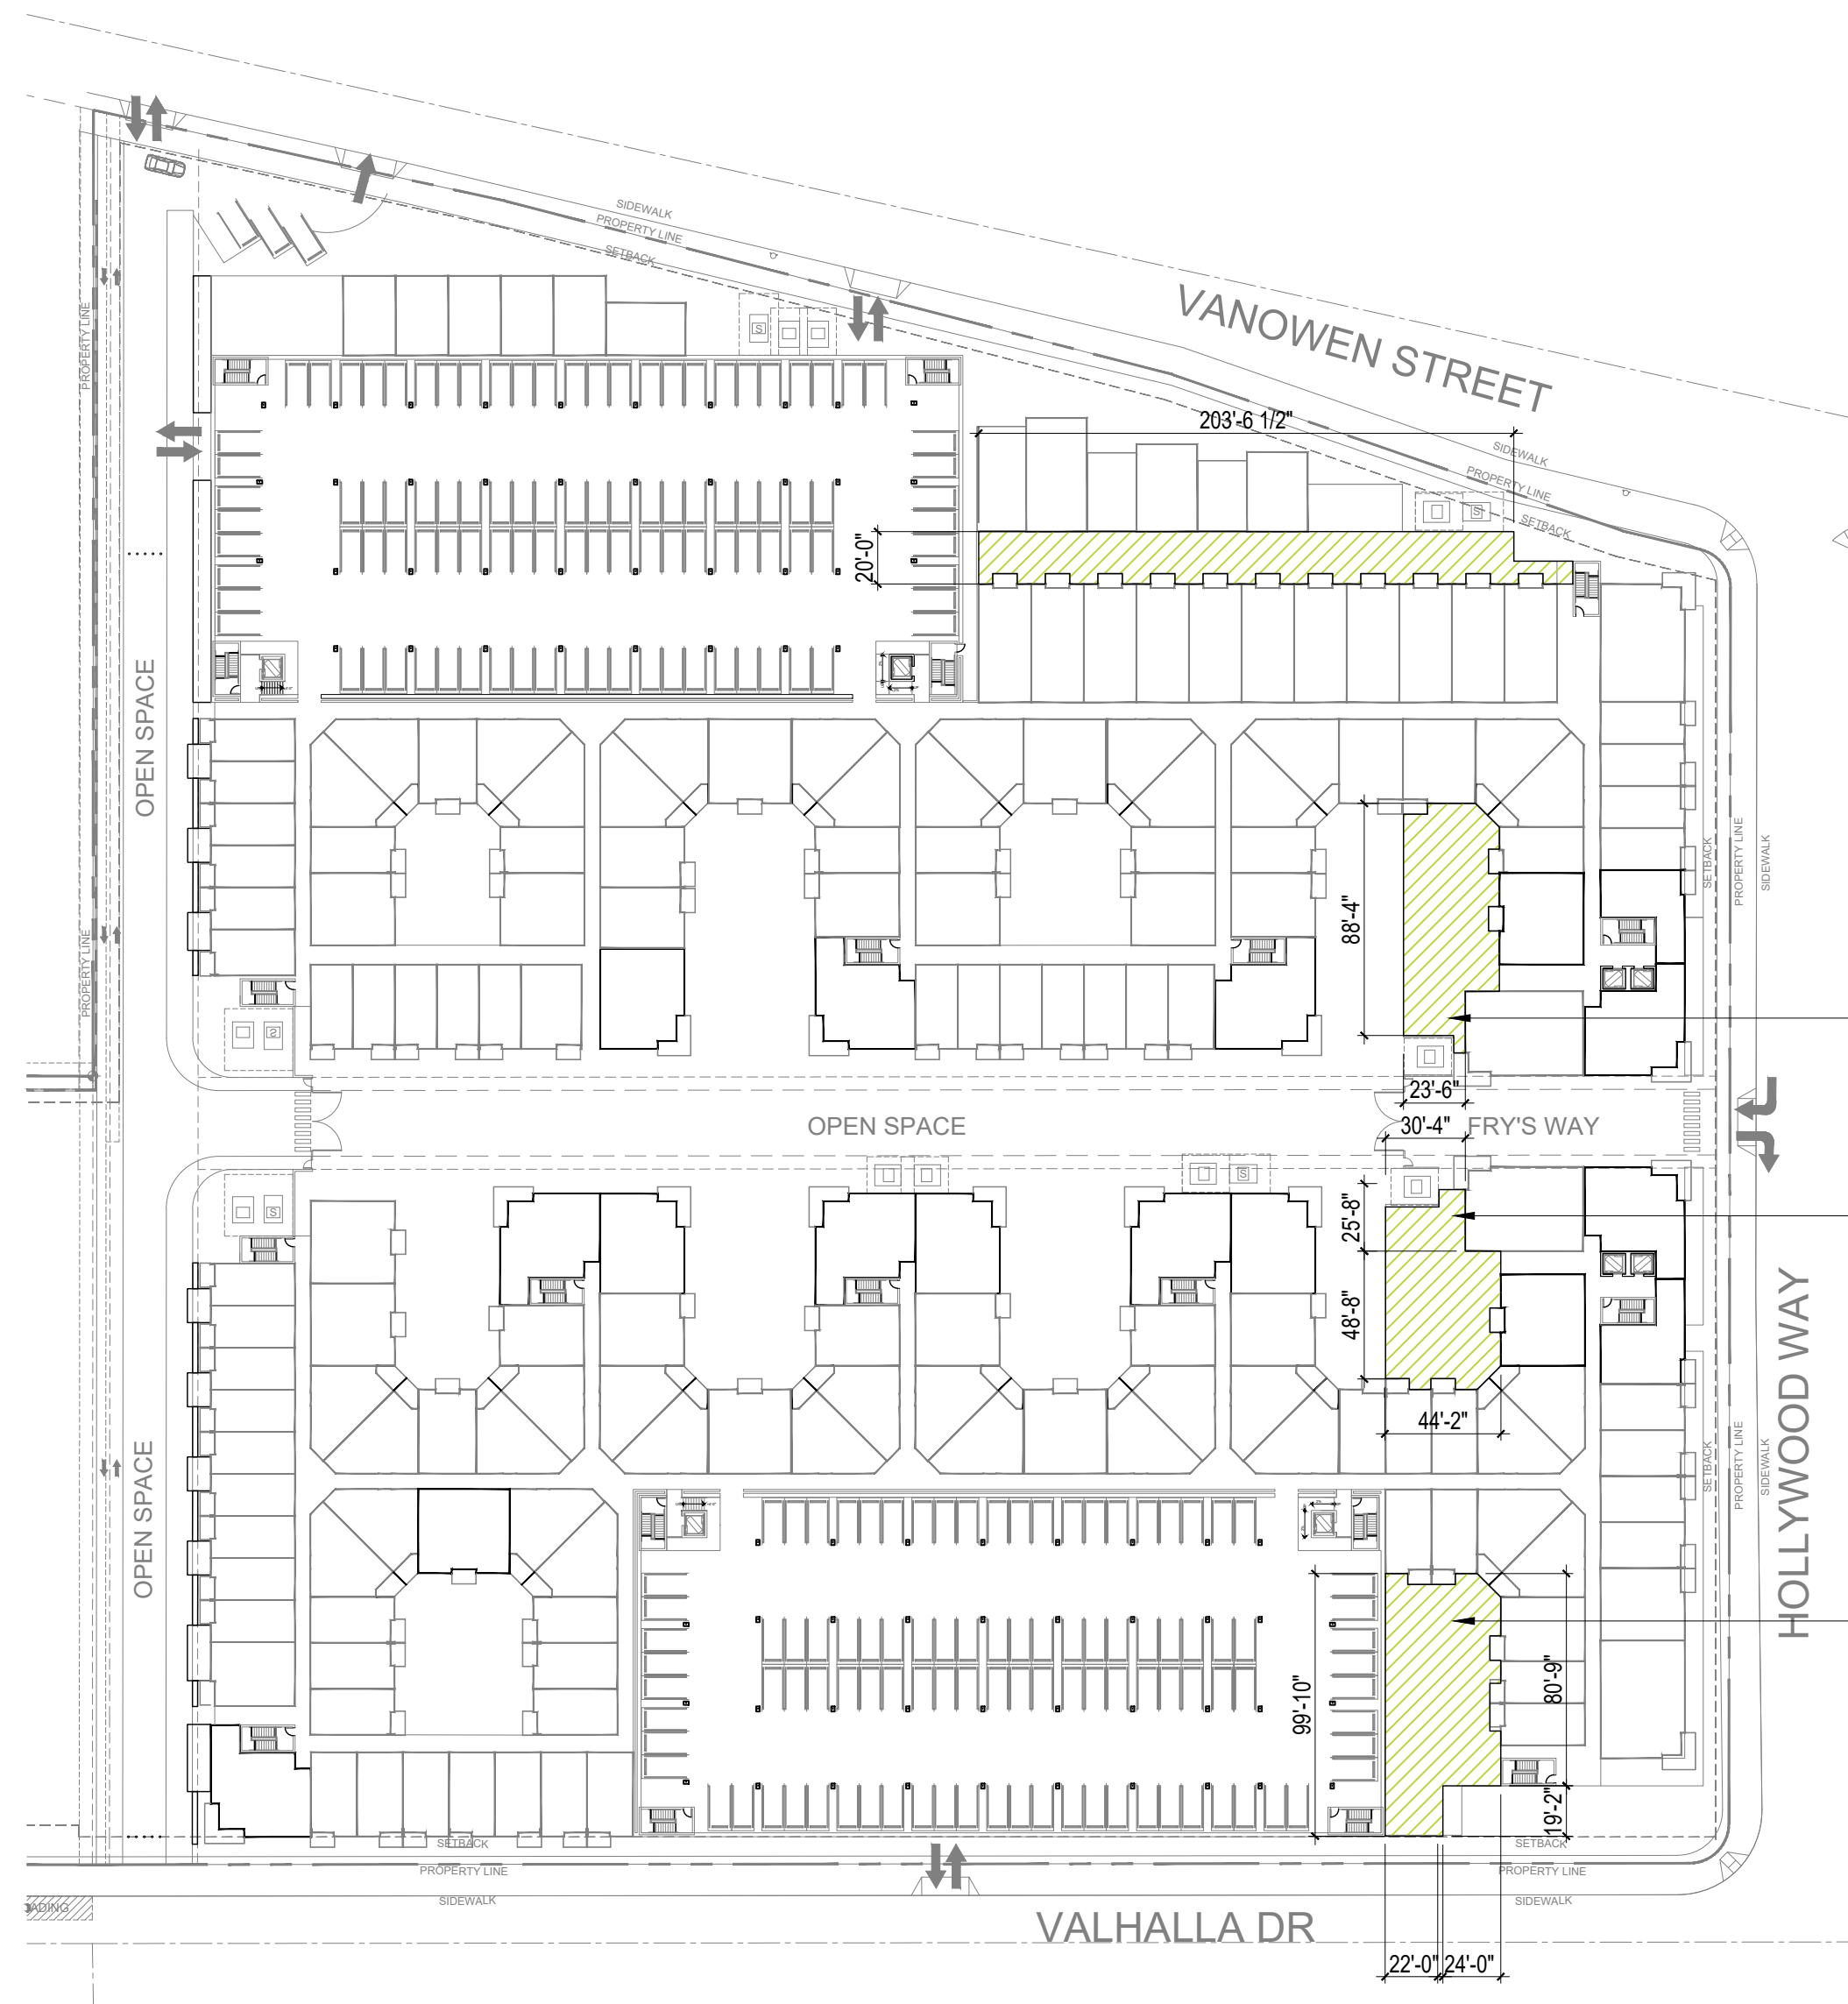 SIDEWALK
PROPERTY LINE
SETBACK
VANOWEN STREET
PROPERTY LINE
S
203'-6 1/2"
SIDEWALK
PROPERTY LINE
SETBACK
S
20'-0"
OPEN SPACE
88'-4"
SETBACK
PROPERTY LINE
SIDEWALK
PROPERTY LINE
S
23'-6"
OPEN SPACE
30'-4"
FRY'S WAY
S
S
25'-8"
48'-8"
44'-2"
HOLLYWOOD WAY
OPEN SPACE
SETBACK
PROPERTY LINE
SIDEWALK
99'-10"
80'-9"
19'-2"
SETBACK
SETBACK
PROPERTY LINE
PROPERTY LINE
SIDEWALK
SIDEWALK
ADING
VALHALLA DR
22'-0"
24'-0"